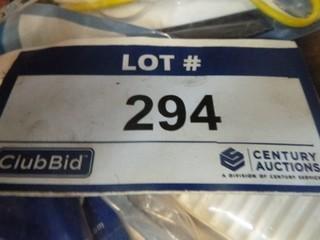 LOT #
294
ClubBid
CENTURY
AUCTIONS
A DIVISION OF CENTURY SERVICES